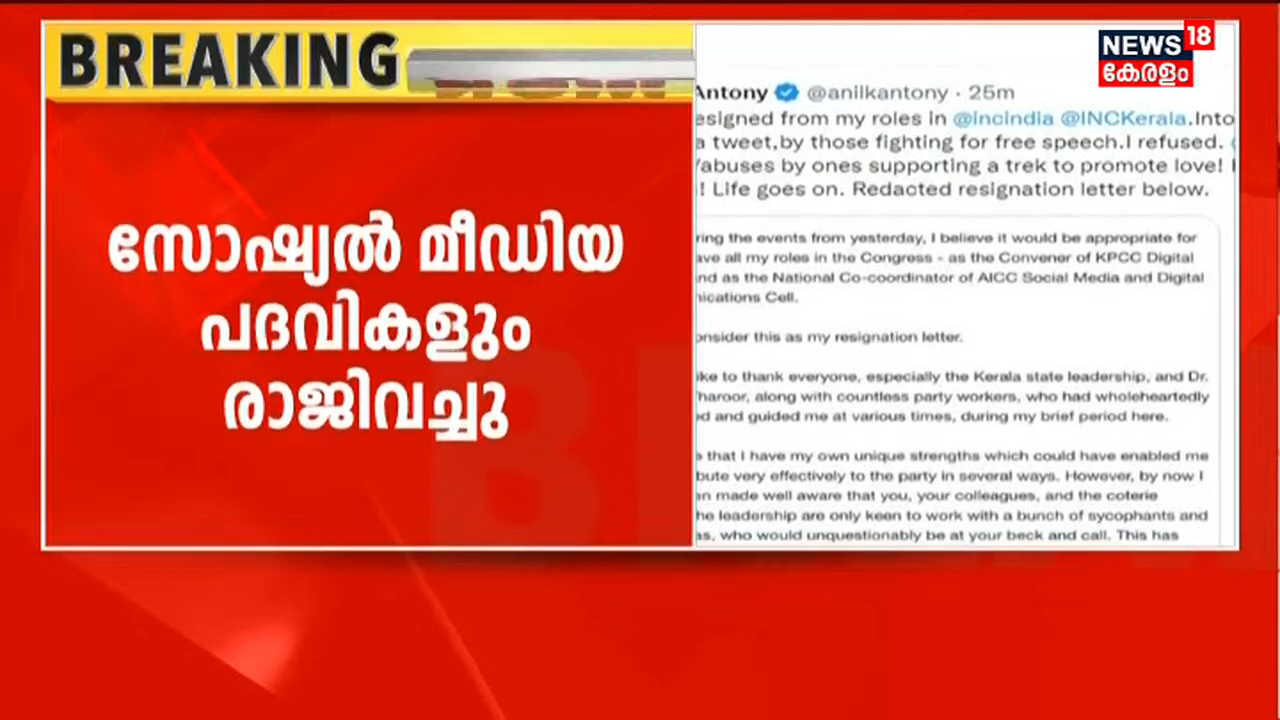 BREAKING
NEWS 18
കേരളം
സോഷ്യൽ മീഡിയ
പദവികളും
രാജിവച്ചു
Antony @anilkantony · 25m
esigned from my roles in @incindia @INCKerala.Into
a tweet,by those fighting for free speech.I refused.
/abuses by ones supporting a trek to promote love!
! Life goes on. Redacted resignation letter below.
ring the events from yesterday, I believe it would be appropriate for
ave all my roles in the Congress - as the Convener of KPCC Digital
nd as the National Co-coordinator of AICC Social Media and Digital
nications Cell.
onsider this as my resignation letter.
ike to thank everyone, especially the Kerala state leadership, and Dr.
haroor, along with countless party workers, who had wholeheartedly
ed and guided me at various times, during my brief period here.
e that I have my own unique strengths which could have enabled me
bute very effectively to the party in several ways. However, by now I
en made well aware that you, your colleagues, and the coterie
he leadership are only keen to work with a bunch of sycophants and
as, who would unquestionably be at your beck and call. This has